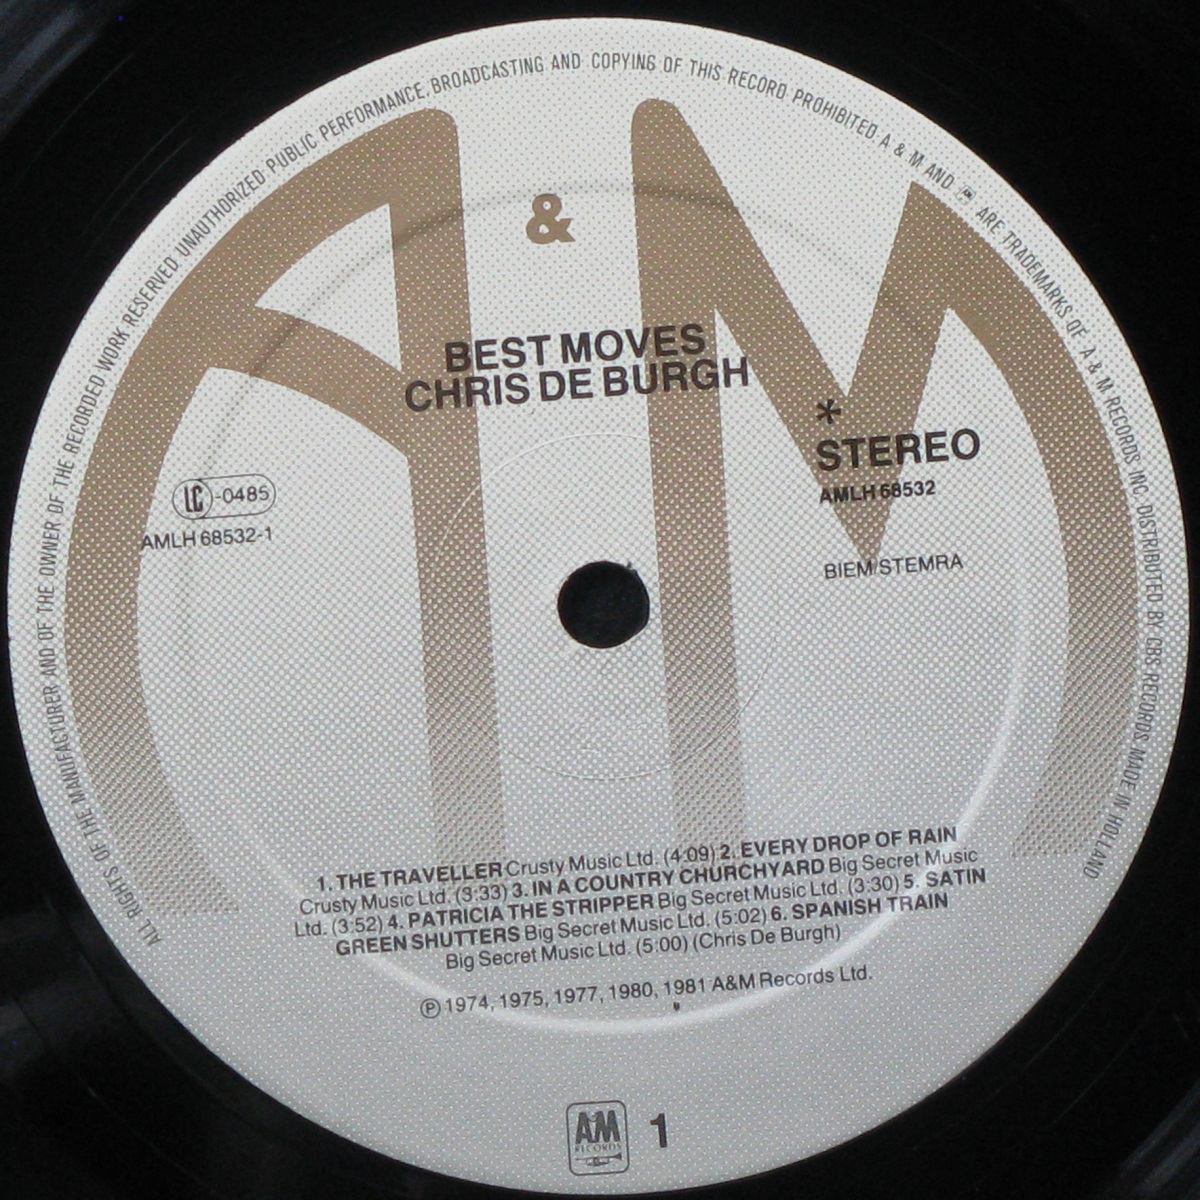 ALL RIGHTS OF THE MANUFACTURER AND OF THE OWNER OF THE RECORDED WORK RESERVED UNAUTHORIZED PUBLIC PERFORMANCE, BROADCASTING AND COPYING OF THIS RECORD PROHIBITED A & M AND AM ARE TRADEMARKS OF A & M RECORDS INC. DISTRIBUTED BY CBS RECORDS MADE IN HOLLAND
A & M
BEST MOVES
CHRIS DE BURGH
*
STEREO
AMLH 68532
LC-0485
AMLH 68532-1
BIEM/STEMRA
1. THE TRAVELLER Crusty Music Ltd. (4:09) 2. EVERY DROP OF RAIN
Crusty Music Ltd. (3:33) 3. IN A COUNTRY CHURCHYARD Big Secret Music
Ltd. (3:52) 4. PATRICIA THE STRIPPER Big Secret Music Ltd. (3:30) 5. SATIN
GREEN SHUTTERS Big Secret Music Ltd. (5:02) 6. SPANISH TRAIN
Big Secret Music Ltd. (5:00) (Chris De Burgh)
Ⓟ 1974, 1975, 1977, 1980, 1981 A&M Records Ltd.
A&M
RECORDS
1